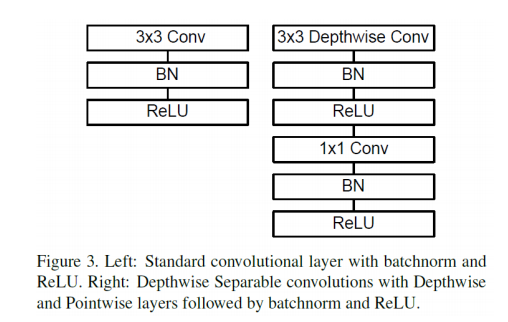 3x3 Conv
BN
ReLU
3x3 Depthwise Conv
BN
ReLU
1x1 Conv
BN
ReLU
Figure 3. Left: Standard convolutional layer with batchnorm and
ReLU. Right: Depthwise Separable convolutions with Depthwise
and Pointwise layers followed by batchnorm and ReLU.